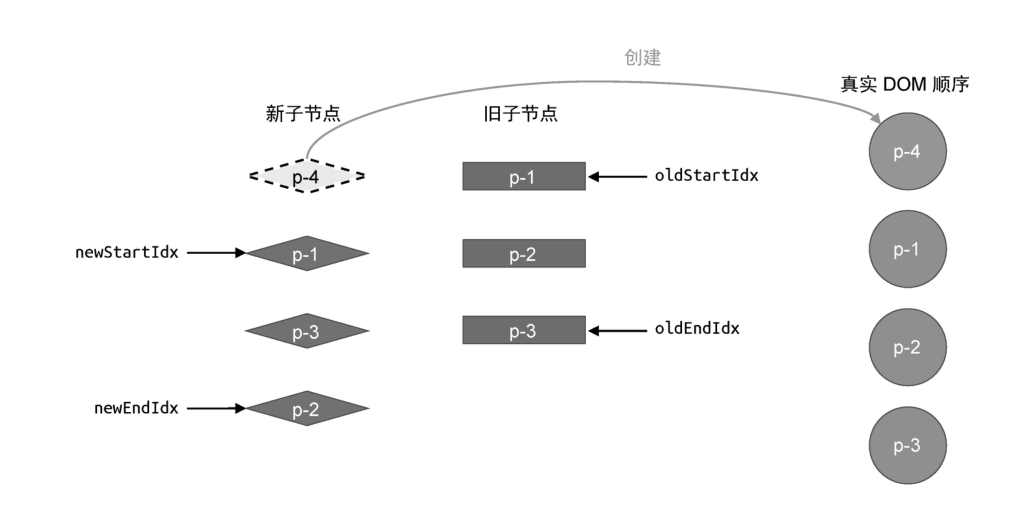 创建
真实 DOM 顺序
新子节点
旧子节点
p-4
p-4
p-1
oldStartIdx
newStartIdx
p-1
p-2
p-1
p-3
p-3
oldEndIdx
p-2
newEndIdx
p-2
p-3